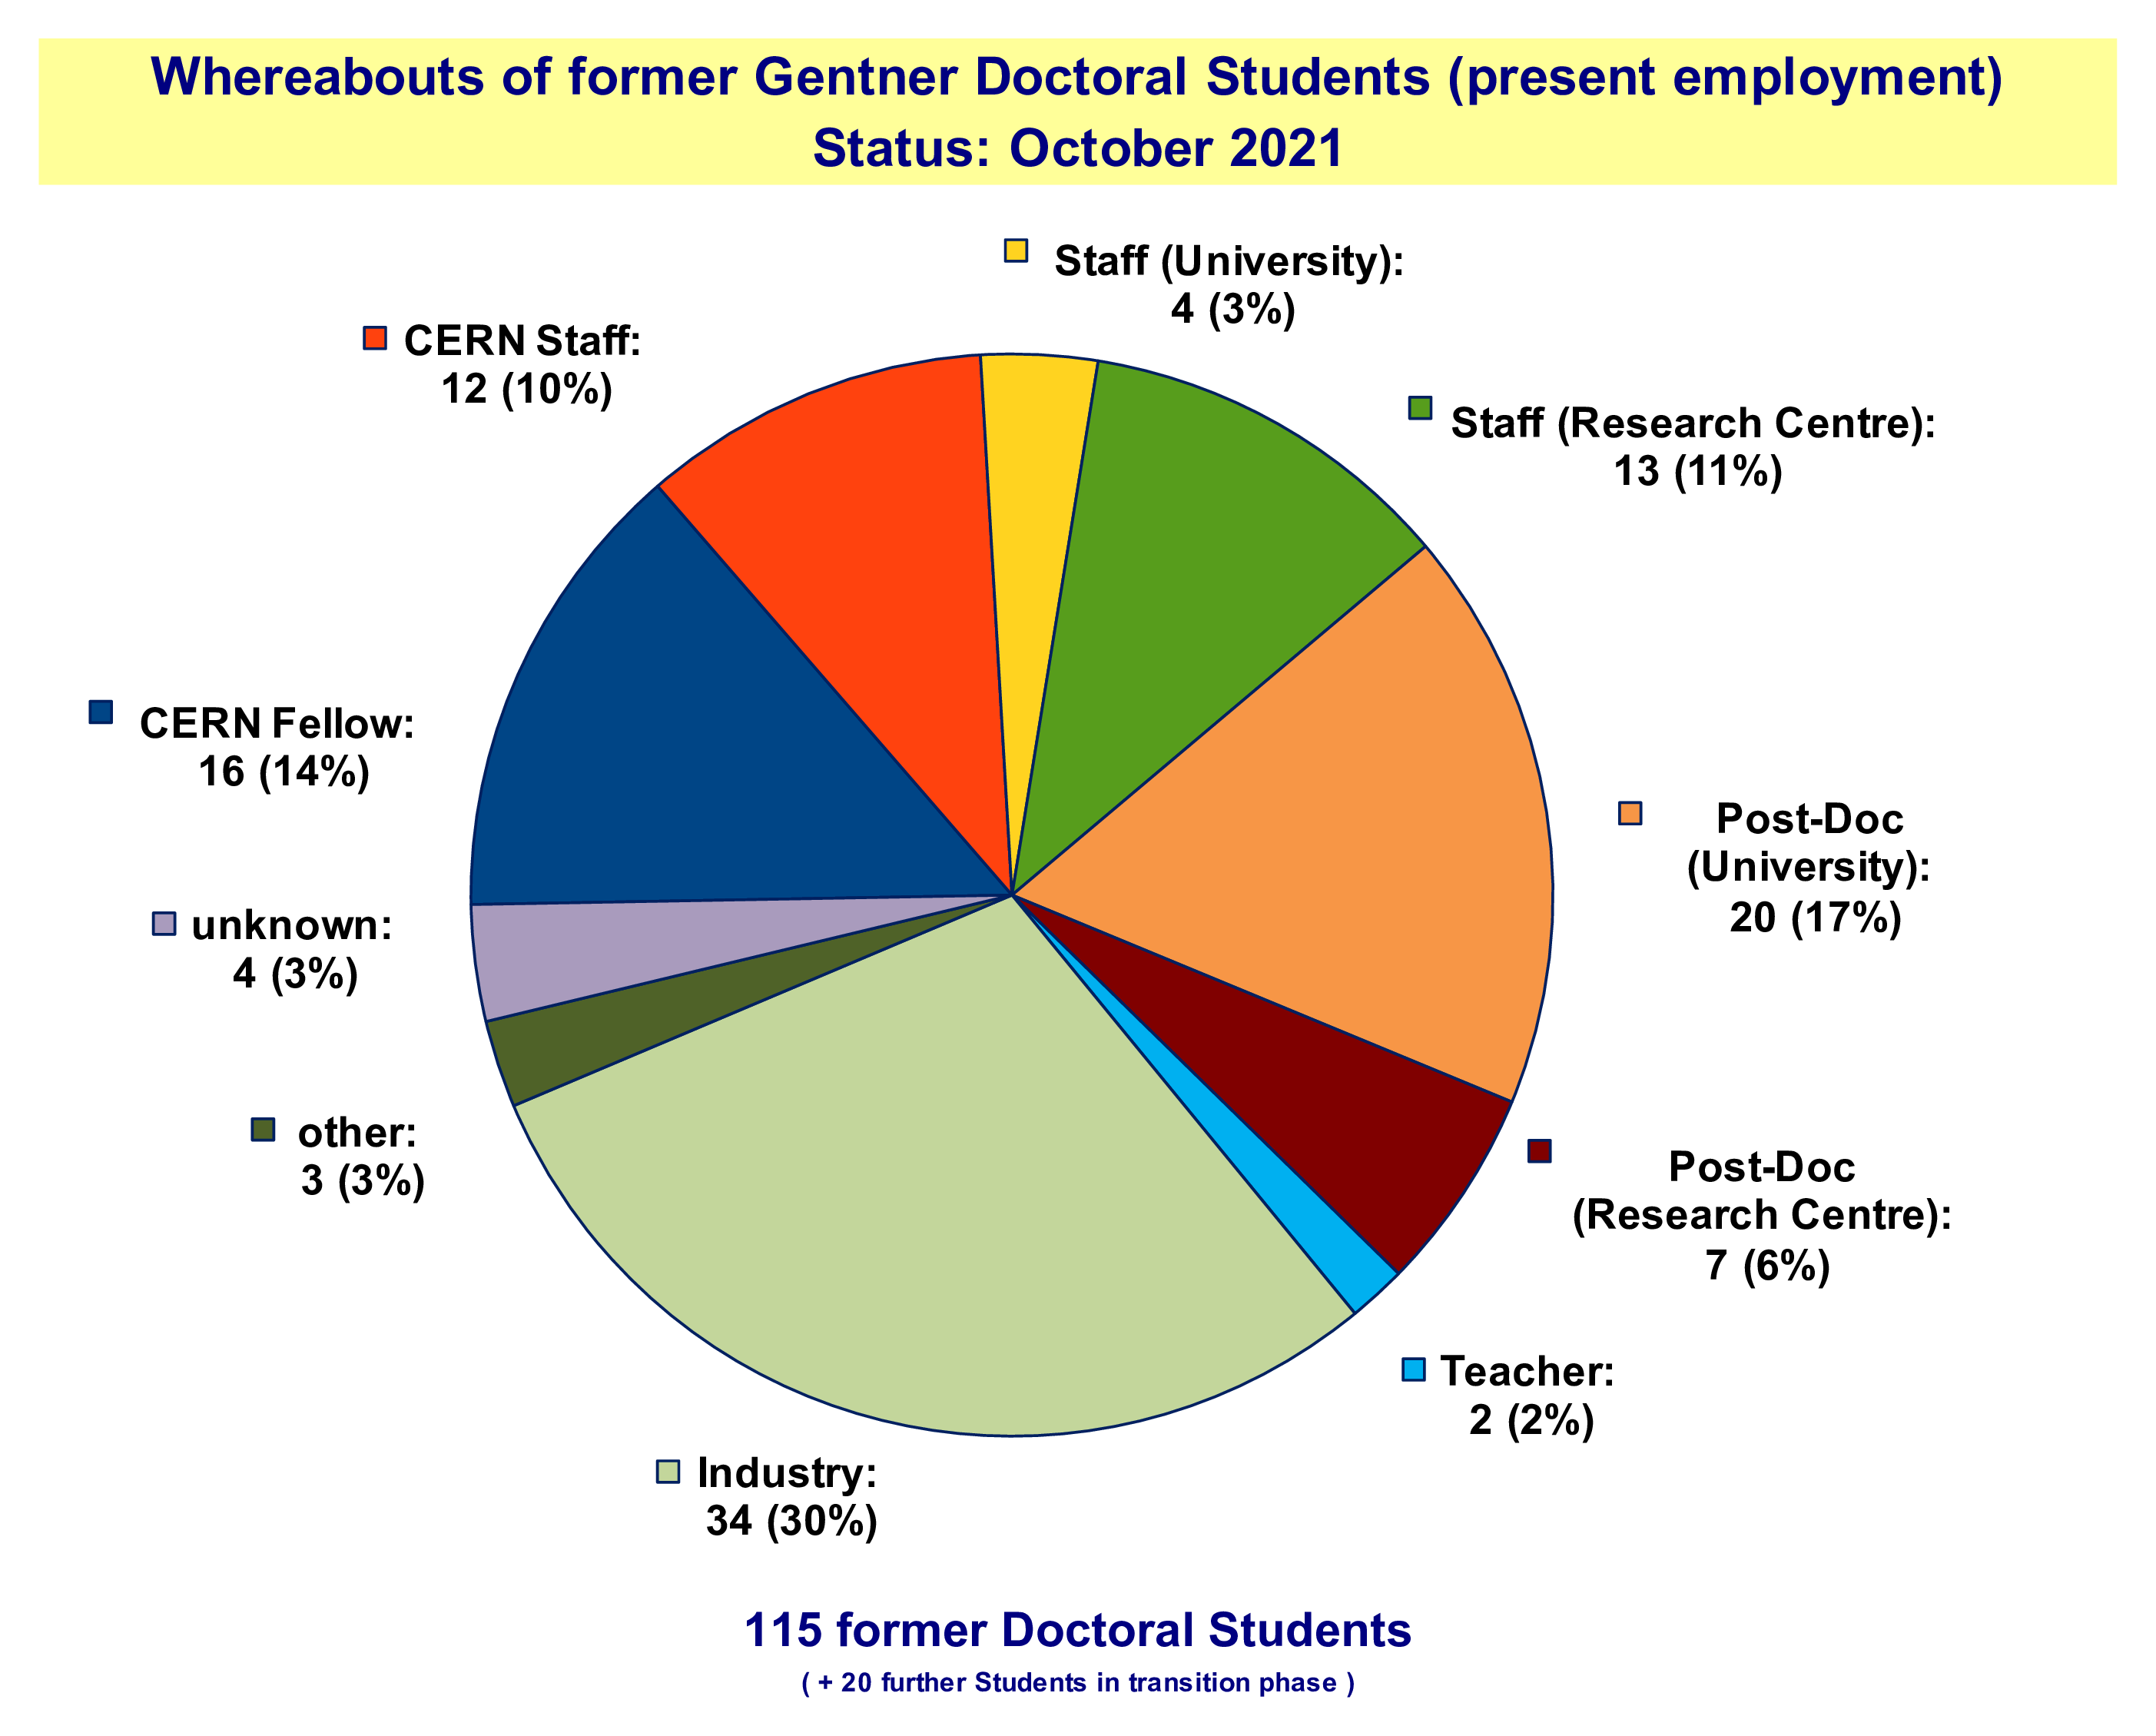 Whereabouts of former Gentner Doctoral Students (present employment)
Status: October 2021
Staff (University):
4 (3%)
CERN Staff:
12 (10%)
Staff (Research Centre):
13 (11%)
CERN Fellow:
16 (14%)
Post-Doc
(University):
20 (17%)
unknown:
4 (3%)
other:
3 (3%)
Post-Doc
(Research Centre):
7 (6%)
Teacher:
2 (2%)
Industry:
34 (30%)
115 former Doctoral Students
( + 20 further Students in transition phase )